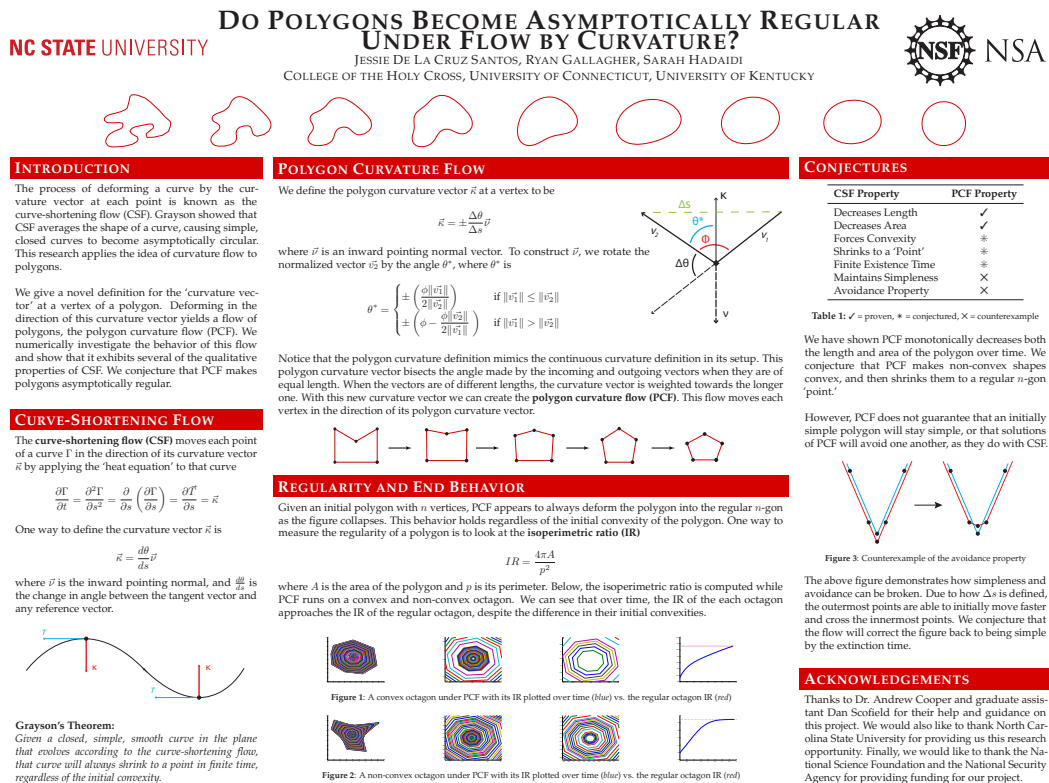 DO POLYGONS BECOME ASYMPTOTICALLY REGULAR
UNDER FLOW BY CURVATURE?
NC STATE UNIVERSITY
NSF
NSA
JESSIE DE LA CRUZ SANTOS, RYAN GALLAGHER, SARAH HADAIDI
COLLEGE OF THE HOLY CROSS, UNIVERSITY OF CONNECTICUT, UNIVERSITY OF KENTUCKY
INTRODUCTION
The process of deforming a curve by the cur-
vature vector at each point is known as the
curve-shortening flow (CSF). Grayson showed that
CSF averages the shape of a curve, causing simple,
closed curves to become asymptotically circular.
This research applies the idea of curvature flow to
polygons.
We give a novel definition for the 'curvature vec-
tor' at a vertex of a polygon. Deforming in the
direction of this curvature vector yields a flow of
polygons, the polygon curvature flow (PCF). We
numerically investigate the behavior of this flow
and show that it exhibits several of the qualitative
properties of CSF. We conjecture that PCF makes
polygons asymptotically regular.
CURVE-SHORTENING FLOW
The curve-shortening flow (CSF) moves each point
of a curve Γ in the direction of its curvature vector
κ⃗ by applying the 'heat equation' to that curve
∂Γ/∂t = ∂²Γ/∂s² = ∂/∂s (∂Γ/∂s) = ∂T⃗/∂s = κ⃗
One way to define the curvature vector κ⃗ is
κ⃗ = dθ/ds ν⃗
where ν⃗ is the inward pointing normal, and dθ/ds is
the change in angle between the tangent vector and
any reference vector.
T
κ
κ
T
Grayson's Theorem:
Given a closed, simple, smooth curve in the plane
that evolves according to the curve-shortening flow,
that curve will always shrink to a point in finite time,
regardless of the initial convexity.
POLYGON CURVATURE FLOW
We define the polygon curvature vector κ⃗ at a vertex to be
κ⃗ = ± Δθ/Δs ν⃗
where ν⃗ is an inward pointing normal vector. To construct ν⃗, we rotate the
normalized vector v⃗₂ by the angle θ*, where θ* is
θ* = { ± (ϕ‖v⃗₁‖ / 2‖v⃗₂‖) if ‖v⃗₁‖ ≤ ‖v⃗₂‖
± (ϕ − ϕ‖v⃗₂‖ / 2‖v⃗₁‖) if ‖v⃗₁‖ > ‖v⃗₂‖
Δs
κ
θ*
v₂
Φ
v₁
Δθ
ν
Notice that the polygon curvature definition mimics the continuous curvature definition in its setup. This
polygon curvature vector bisects the angle made by the incoming and outgoing vectors when they are of
equal length. When the vectors are of different lengths, the curvature vector is weighted towards the longer
one. With this new curvature vector we can create the polygon curvature flow (PCF). This flow moves each
vertex in the direction of its polygon curvature vector.
REGULARITY AND END BEHAVIOR
Given an initial polygon with n vertices, PCF appears to always deform the polygon into the regular n-gon
as the figure collapses. This behavior holds regardless of the initial convexity of the polygon. One way to
measure the regularity of a polygon is to look at the isoperimetric ratio (IR)
IR = 4πA/p²
where A is the area of the polygon and p is its perimeter. Below, the isoperimetric ratio is computed while
PCF runs on a convex and non-convex octagon. We can see that over time, the IR of the each octagon
approaches the IR of the regular octagon, despite the difference in their initial convexities.
Figure 1: A convex octagon under PCF with its IR plotted over time (blue) vs. the regular octagon IR (red)
Figure 2: A non-convex octagon under PCF with its IR plotted over time (blue) vs. the regular octagon IR (red)
CONJECTURES
CSF Property PCF Property
Decreases Length ✓
Decreases Area ✓
Forces Convexity ∗
Shrinks to a 'Point' ∗
Finite Existence Time ∗
Maintains Simpleness ✕
Avoidance Property ✕
Table 1: ✓ = proven, ∗ = conjectured, ✕ = counterexample
We have shown PCF monotonically decreases both
the length and area of the polygon over time. We
conjecture that PCF makes non-convex shapes
convex, and then shrinks them to a regular n-gon
'point.'
However, PCF does not guarantee that an initially
simple polygon will stay simple, or that solutions
of PCF will avoid one another, as they do with CSF.
Figure 3: Counterexample of the avoidance property
The above figure demonstrates how simpleness and
avoidance can be broken. Due to how Δs is defined,
the outermost points are able to initially move faster
and cross the innermost points. We conjecture that
the flow will correct the figure back to being simple
by the extinction time.
ACKNOWLEDGEMENTS
Thanks to Dr. Andrew Cooper and graduate assis-
tant Dan Scofield for their help and guidance on
this project. We would also like to thank North Car-
olina State University for providing us this research
opportunity. Finally, we would like to thank the Na-
tional Science Foundation and the National Security
Agency for providing funding for our project.